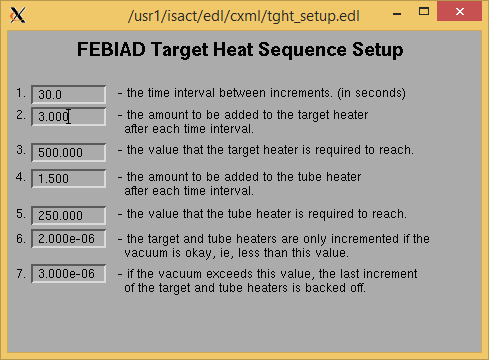 /usr1/isact/edl/cxml/tght_setup.edl
FEBIAD Target Heat Sequence Setup
1. 30.0 - the time interval between increments. (in seconds)
2. 3.000 - the amount to be added to the target heater
after each time interval.
3. 500.000 - the value that the target heater is required to reach.
4. 1.500 - the amount to be added to the tube heater
after each time interval.
5. 250.000 - the value that the tube heater is required to reach.
6. 2.000e-06 - the target and tube heaters are only incremented if the
vacuum is okay, ie, less than this value.
7. 3.000e-06 - if the vacuum exceeds this value, the last increment
of the target and tube heaters is backed off.